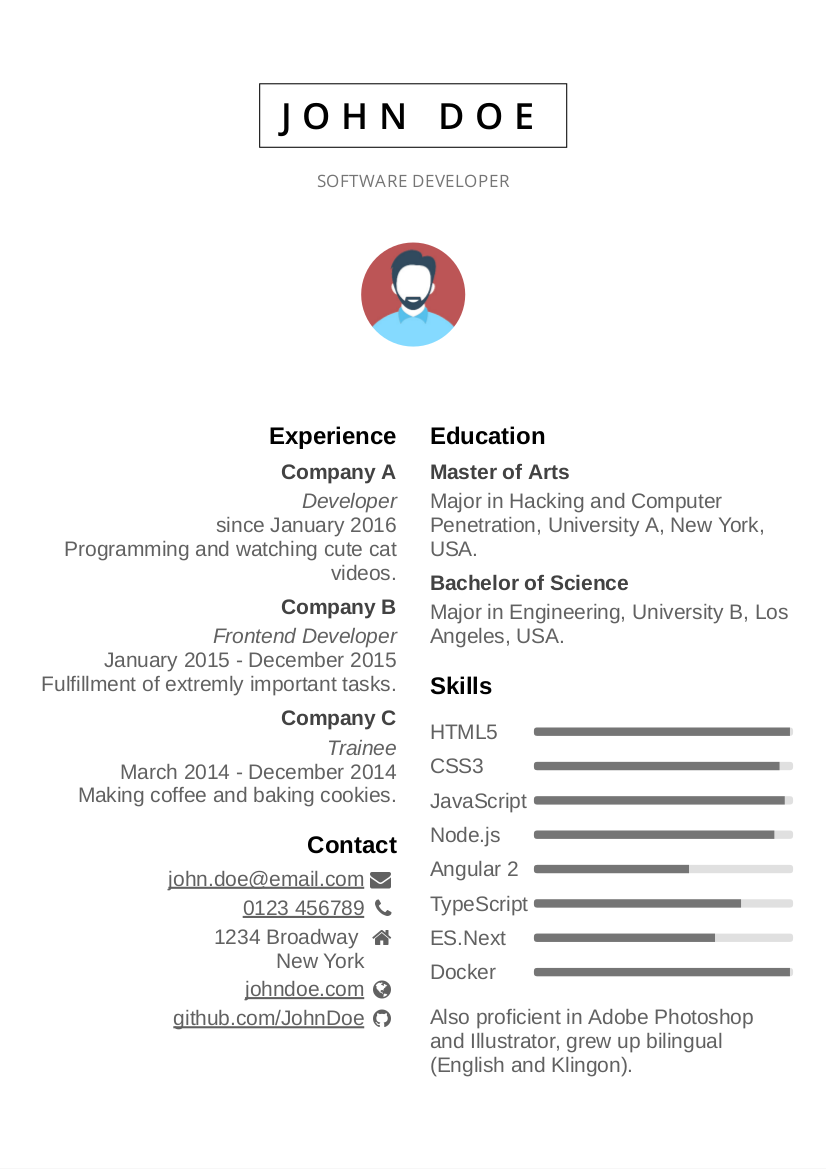 JOHN DOE
SOFTWARE DEVELOPER
Experience
Company A
Developer
since January 2016
Programming and watching cute cat
videos.
Company B
Frontend Developer
January 2015 - December 2015
Fulfillment of extremly important tasks.
Company C
Trainee
March 2014 - December 2014
Making coffee and baking cookies.
Contact
john.doe@email.com
0123 456789
1234 Broadway
New York
johndoe.com
github.com/JohnDoe
Education
Master of Arts
Major in Hacking and Computer
Penetration, University A, New York,
USA.
Bachelor of Science
Major in Engineering, University B, Los
Angeles, USA.
Skills
HTML5
CSS3
JavaScript
Node.js
Angular 2
TypeScript
ES.Next
Docker
Also proficient in Adobe Photoshop
and Illustrator, grew up bilingual
(English and Klingon).